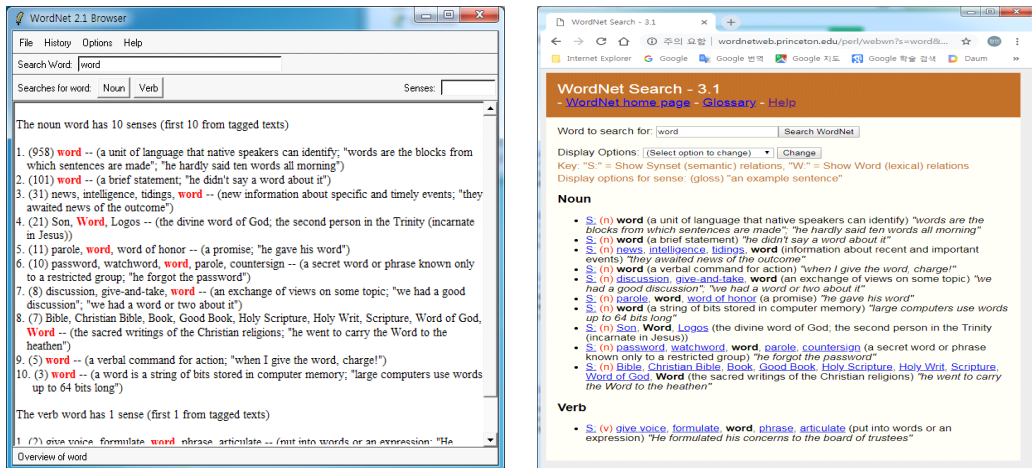 WordNet 2.1 Browser
File History Options Help
Search Word: word
Searches for word: Noun Verb Senses:
The noun word has 10 senses (first 10 from tagged texts)
1. (958) word -- (a unit of language that native speakers can identify; "words are the blocks from
which sentences are made"; "he hardly said ten words all morning")
2. (101) word -- (a brief statement; "he didn't say a word about it")
3. (31) news, intelligence, tidings, word -- (new information about specific and timely events; "they
awaited news of the outcome")
4. (21) Son, Word, Logos -- (the divine word of God; the second person in the Trinity (incarnate
in Jesus))
5. (11) parole, word, word of honor -- (a promise; "he gave his word")
6. (10) password, watchword, word, parole, countersign -- (a secret word or phrase known only
to a restricted group; "he forgot the password")
7. (8) discussion, give-and-take, word -- (an exchange of views on some topic; "we had a good
discussion"; "we had a word or two about it")
8. (7) Bible, Christian Bible, Book, Good Book, Holy Scripture, Holy Writ, Scripture, Word of God,
Word -- (the sacred writings of the Christian religions; "he went to carry the Word to the
heathen")
9. (5) word -- (a verbal command for action; "when I give the word, charge!")
10. (3) word -- (a word is a string of bits stored in computer memory; "large computers use words
up to 64 bits long")
The verb word has 1 sense (first 1 from tagged texts)
1. (2) give voice, formulate, word, phrase, articulate -- (put into words or an expression; "He
Overview of word
WordNet Search - 3.1
주의 요함 | wordnetweb.princeton.edu/perl/webwn?s=word&...
Internet Explorer Google Google 번역 Google 지도 Google 학술 검색 Daum »
WordNet Search - 3.1
- WordNet home page - Glossary - Help
Word to search for: word Search WordNet
Display Options: (Select option to change) Change
Key: "S:" = Show Synset (semantic) relations, "W:" = Show Word (lexical) relations
Display options for sense: (gloss) "an example sentence"
Noun
• S: (n) word (a unit of language that native speakers can identify) "words are the
blocks from which sentences are made"; "he hardly said ten words all morning"
• S: (n) word (a brief statement) "he didn't say a word about it"
• S: (n) news, intelligence, tidings, word (information about recent and important
events) "they awaited news of the outcome"
• S: (n) word (a verbal command for action) "when I give the word, charge!"
• S: (n) discussion, give-and-take, word (an exchange of views on some topic) "we
had a good discussion"; "we had a word or two about it"
• S: (n) parole, word, word of honor (a promise) "he gave his word"
• S: (n) word (a string of bits stored in computer memory) "large computers use words
up to 64 bits long"
• S: (n) Son, Word, Logos (the divine word of God; the second person in the Trinity
(incarnate in Jesus))
• S: (n) password, watchword, word, parole, countersign (a secret word or phrase
known only to a restricted group) "he forgot the password"
• S: (n) Bible, Christian Bible, Book, Good Book, Holy Scripture, Holy Writ, Scripture,
Word of God, Word (the sacred writings of the Christian religions) "he went to carry
the Word to the heathen"
Verb
• S: (v) give voice, formulate, word, phrase, articulate (put into words or an
expression) "He formulated his concerns to the board of trustees"